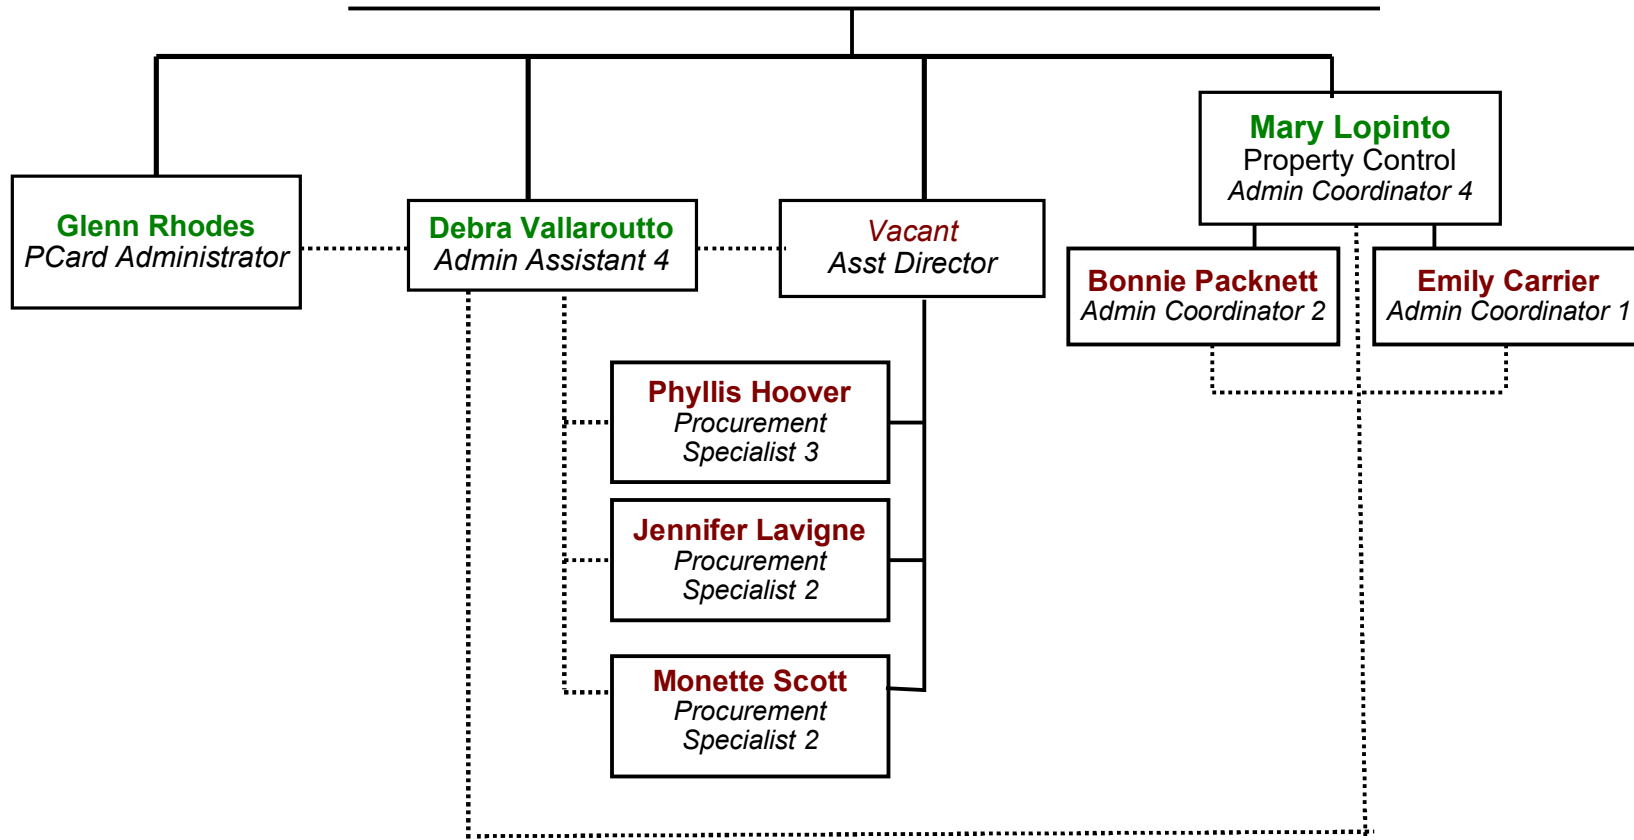 Mary Lopinto
Property Control
Admin Coordinator 4
Glenn Rhodes
PCard Administrator
Debra Vallaroutto
Admin Assistant 4
Vacant
Asst Director
Bonnie Packnett
Admin Coordinator 2
Emily Carrier
Admin Coordinator 1
Phyllis Hoover
Procurement
Specialist 3
Jennifer Lavigne
Procurement
Specialist 2
Monette Scott
Procurement
Specialist 2